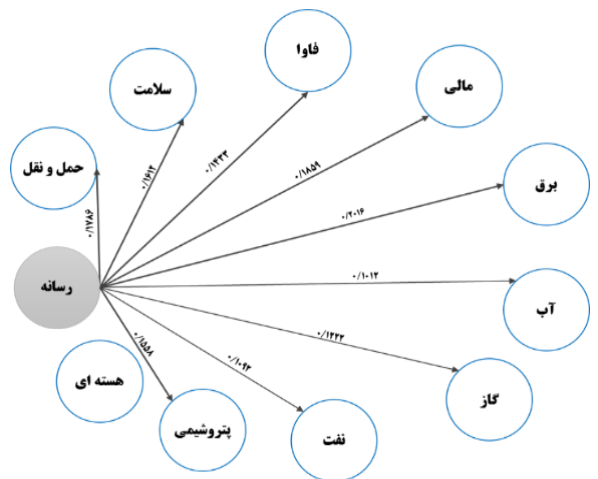 فاوا
مالی
سلامت
حمل و نقل
برق
رسانه
آب
هسته ای
گاز
پتروشیمی
نفت
۰/۱۷۸۶
۰/۱۶۱۲
۰/۱۴۳۳
۰/۱۸۵۹
۰/۲۰۱۶
۰/۱۰۱۲
۰/۱۲۲۲
۰/۱۰۹۲
۰/۱۵۵۸